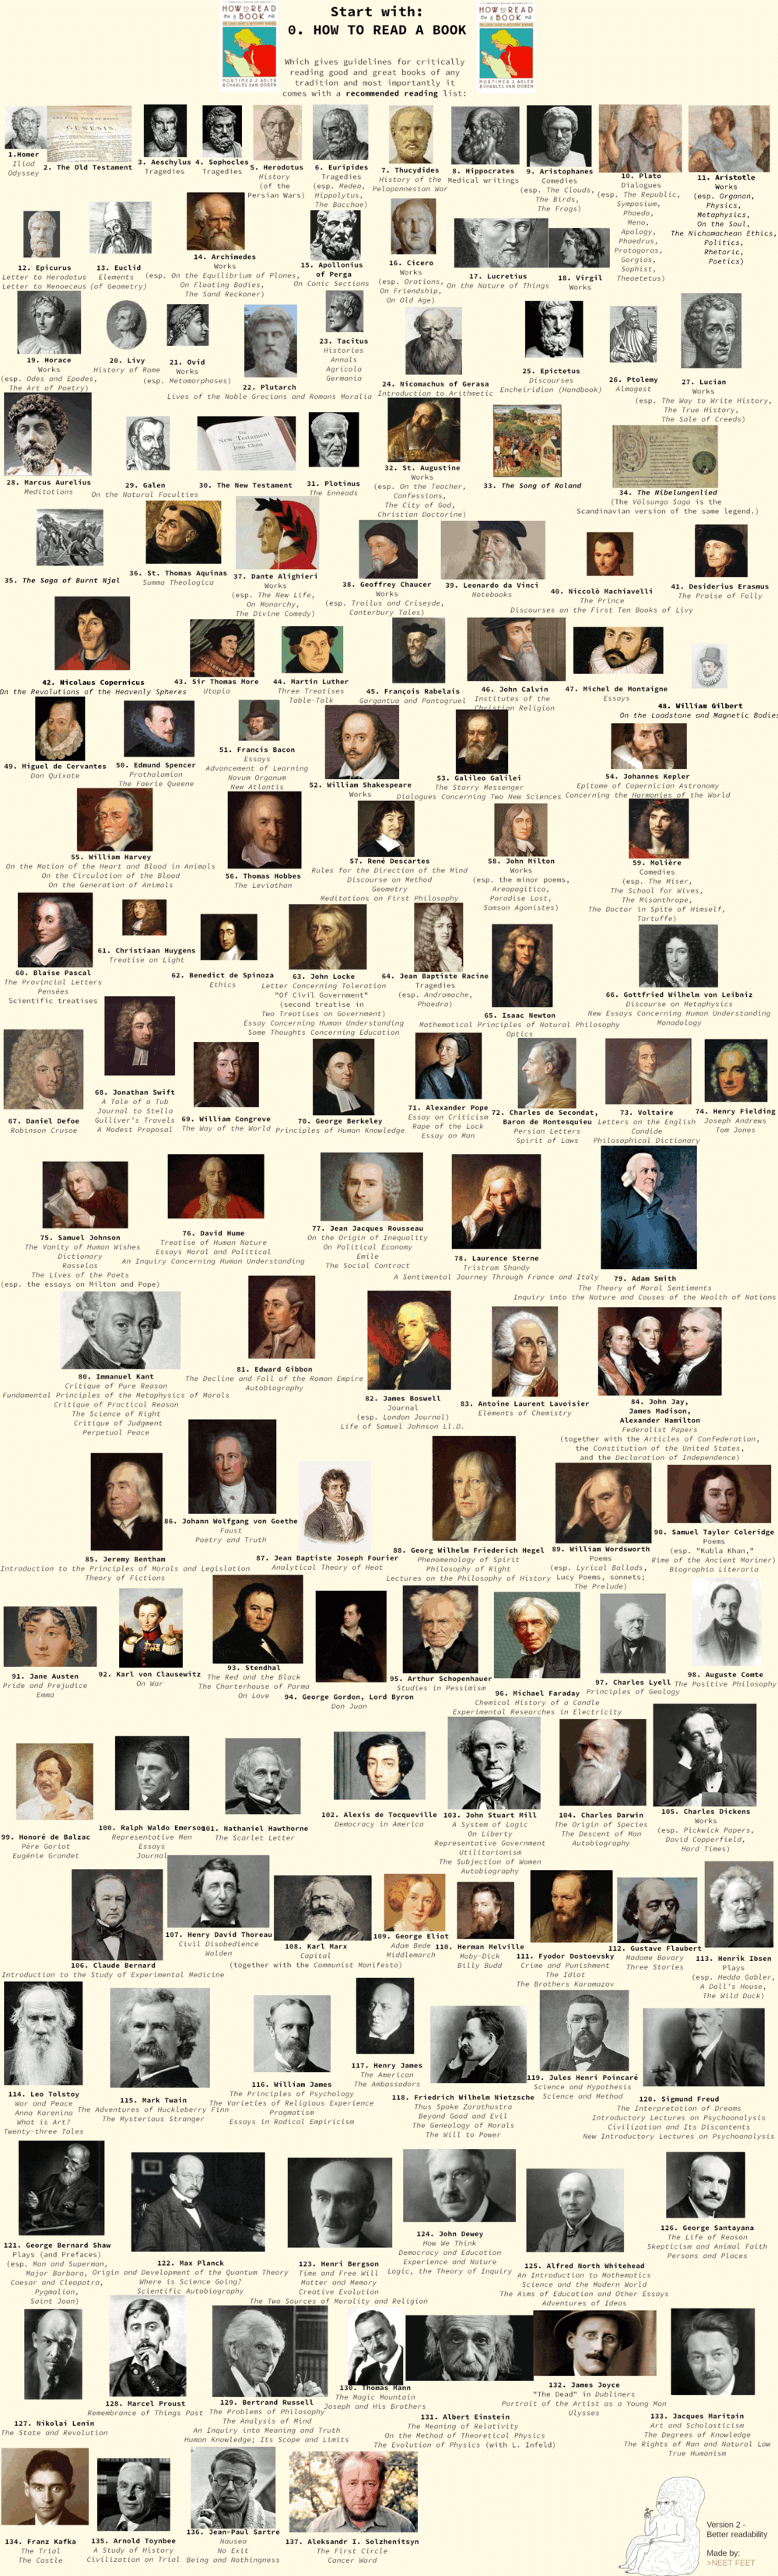 HOW TO READ
A
BOOK
MORTIMER J. ADLER
& CHARLES VAN DOREN
Start with:
0. HOW TO READ A BOOK
Which gives guidelines for critically
reading good and great books of any
tradition and most importantly it
comes with a recommended reading list:
HOW TO READ
A
BOOK
MORTIMER J. ADLER
& CHARLES VAN DOREN
1.Homer
Iliad
Odyssey
GENESIS.
2. The Old Testament
3. Aeschylus
Tragedies
4. Sophocles
Tragedies
5. Herodotus
History
(of the
Persian Wars)
6. Euripides
Tragedies
(esp. Medea,
Hippolytus,
The Bacchae)
7. Thucydides
History of the
Peloponnesian War
8. Hippocrates
Medical writings
9. Aristophanes
Comedies
(esp. The Clouds,
The Birds,
The Frogs)
10. Plato
Dialogues
(esp. The Republic,
Symposium,
Phaedo,
Meno,
Apology,
Phaedrus,
Protagoras,
Gorgias,
Sophist,
Theaetetus)
11. Aristotle
Works
(esp. Organon,
Physics,
Metaphysics,
On the Soul,
The Nichomachean Ethics,
Politics,
Rhetoric,
Poetics)
12. Epicurus
Letter to Herodotus
Letter to Menoeceus
13. Euclid
Elements
(of Geometry)
14. Archimedes
Works
(esp. On the Equilibrium of Planes,
On Floating Bodies,
The Sand Reckoner)
15. Apollonius
of Perga
On Conic Sections
16. Cicero
Works
(esp. Orations,
On Friendship,
On Old Age)
17. Lucretius
On the Nature of Things
18. Virgil
Works
19. Horace
Works
(esp. Odes and Epodes,
The Art of Poetry)
20. Livy
History of Rome
21. Ovid
Works
(esp. Metamorphoses)
22. Plutarch
Lives of the Noble Grecians and Romans Moralia
23. Tacitus
Histories
Annals
Agricola
Germania
24. Nicomachus of Gerasa
Introduction to Arithmetic
25. Epictetus
Discourses
Encheiridion (Handbook)
26. Ptolemy
Almagest
27. Lucian
Works
(esp. The Way to Write History,
The True History,
The Sale of Creeds)
28. Marcus Aurelius
Meditations
29. Galen
On the Natural Faculties
New Testament
30. The New Testament
31. Plotinus
The Enneads
32. St. Augustine
Works
(esp. On the Teacher,
Confessions,
The City of God,
Christian Doctorine)
33. The Song of Roland
34. The Nibelungenlied
(The Völsunga Saga is the
Scandinavian version of the same legend.)
35. The Saga of Burnt Njal
36. St. Thomas Aquinas
Summa Theologica
37. Dante Alighieri
Works
(esp. The New Life,
On Monarchy,
The Divine Comedy)
38. Geoffrey Chaucer
Works
(esp. Troilus and Criseyde,
Canterbury Tales)
39. Leonardo da Vinci
Notebooks
40. Niccolò Machiavelli
The Prince
Discourses on the First Ten Books of Livy
41. Desiderius Erasmus
The Praise of Folly
42. Nicolaus Copernicus
On the Revolutions of the Heavenly Spheres
43. Sir Thomas More
Utopia
44. Martin Luther
Three Treatises
Table-Talk
45. François Rabelais
Gargantua and Pantagruel
46. John Calvin
Institutes of the
Christian Religion
47. Michel de Montaigne
Essays
48. William Gilbert
On the Loadstone and Magnetic Bodies
49. Miguel de Cervantes
Don Quixote
50. Edmund Spencer
Prothalamion
The Faerie Queene
51. Francis Bacon
Essays
Advancement of Learning
Novum Organum
New Atlantis
52. William Shakespeare
Works
53. Galileo Galilei
The Starry Messenger
Dialogues Concerning Two New Sciences
54. Johannes Kepler
Epitome of Copernician Astronomy
Concerning the Harmonies of the World
55. William Harvey
On the Motion of the Heart and Blood in Animals
On the Circulation of the Blood
On the Generation of Animals
56. Thomas Hobbes
The Leviathan
57. René Descartes
Rules for the Direction of the Mind
Discourse on Method
Geometry
Meditations on First Philosophy
58. John Milton
Works
(esp. the minor poems,
Areopagitica,
Paradise Lost,
Samson Agonistes)
59. Molière
Comedies
(esp. The Miser,
The School for Wives,
The Misanthrope,
The Doctor in Spite of Himself,
Tartuffe)
60. Blaise Pascal
The Provincial Letters
Pensées
Scientific treatises
61. Christiaan Huygens
Treatise on Light
62. Benedict de Spinoza
Ethics
63. John Locke
Letter Concerning Toleration
"Of Civil Government"
(second treatise in
Two Treatises on Government)
Essay Concerning Human Understanding
Some Thoughts Concerning Education
64. Jean Baptiste Racine
Tragedies
(esp. Andromache,
Phaedra)
65. Isaac Newton
Mathematical Principles of Natural Philosophy
Optics
66. Gottfried Wilhelm von Leibniz
Discourse on Metaphysics
New Essays Concerning Human Understanding
Monadology
67. Daniel Defoe
Robinson Crusoe
68. Jonathan Swift
A Tale of a Tub
Journal to Stella
Gulliver's Travels
A Modest Proposal
69. William Congreve
The Way of the World
70. George Berkeley
Principles of Human Knowledge
71. Alexander Pope
Essay on Criticism
Rape of the Lock
Essay on Man
72. Charles de Secondat,
Baron de Montesquieu
Persian Letters
Spirit of Laws
73. Voltaire
Letters on the English
Candide
Philosophical Dictionary
74. Henry Fielding
Joseph Andrews
Tom Jones
75. Samuel Johnson
The Vanity of Human Wishes
Dictionary
Rasselas
The Lives of the Poets
(esp. the essays on Milton and Pope)
76. David Hume
Treatise of Human Nature
Essays Moral and Political
An Inquiry Concerning Human Understanding
77. Jean Jacques Rousseau
On the Origin of Inequality
On Political Economy
Emile
The Social Contract
78. Laurence Sterne
Tristram Shandy
A Sentimental Journey Through France and Italy
79. Adam Smith
The Theory of Moral Sentiments
Inquiry into the Nature and Causes of the Wealth of Nations
80. Immanuel Kant
Critique of Pure Reason
Fundamental Principles of the Metaphysics of Morals
Critique of Practical Reason
The Science of Right
Critique of Judgment
Perpetual Peace
81. Edward Gibbon
The Decline and Fall of the Roman Empire
Autobiography
82. James Boswell
Journal
(esp. London Journal)
Life of Samuel Johnson Ll.D.
83. Antoine Laurent Lavoisier
Elements of Chemistry
84. John Jay,
James Madison,
Alexander Hamilton
Federalist Papers
(together with the Articles of Confederation,
the Constitution of the United States,
and the Declaration of Independence)
85. Jeremy Bentham
Introduction to the Principles of Morals and Legislation
Theory of Fictions
86. Johann Wolfgang von Goethe
Faust
Poetry and Truth
87. Jean Baptiste Joseph Fourier
Analytical Theory of Heat
88. Georg Wilhelm Friederich Hegel
Phenomenology of Spirit
Philosophy of Right
Lectures on the Philosophy of History
89. William Wordsworth
Poems
(esp. Lyrical Ballads,
Lucy Poems, sonnets;
The Prelude)
90. Samuel Taylor Coleridge
Poems
(esp. "Kubla Khan,"
Rime of the Ancient Mariner)
Biographia Literaria
91. Jane Austen
Pride and Prejudice
Emma
92. Karl von Clausewitz
On War
93. Stendhal
The Red and the Black
The Charterhouse of Parma
On Love
94. George Gordon, Lord Byron
Don Juan
95. Arthur Schopenhauer
Studies in Pessimism
96. Michael Faraday
Chemical History of a Candle
Experimental Researches in Electricity
97. Charles Lyell
Principles of Geology
98. Auguste Comte
The Positive Philosophy
99. Honoré de Balzac
Père Goriot
Eugénie Grandet
100. Ralph Waldo Emerson
Representative Men
Essays
Journal
101. Nathaniel Hawthorne
The Scarlet Letter
102. Alexis de Tocqueville
Democracy in America
103. John Stuart Mill
A System of Logic
On Liberty
Representative Government
Utilitarianism
The Subjection of Women
Autobiography
104. Charles Darwin
The Origin of Species
The Descent of Man
Autobiography
105. Charles Dickens
Works
(esp. Pickwick Papers,
David Copperfield,
Hard Times)
106. Claude Bernard
Introduction to the Study of Experimental Medicine
107. Henry David Thoreau
Civil Disobedience
Walden
108. Karl Marx
Capital
(together with the Communist Manifesto)
109. George Eliot
Adam Bede
Middlemarch
110. Herman Melville
Moby-Dick
Billy Budd
111. Fyodor Dostoevsky
Crime and Punishment
The Idiot
The Brothers Karamazov
112. Gustave Flaubert
Madame Bovary
Three Stories
113. Henrik Ibsen
Plays
(esp. Hedda Gabler,
A Doll's House,
The Wild Duck)
114. Leo Tolstoy
War and Peace
Anna Karenina
What is Art?
Twenty-three Tales
115. Mark Twain
The Adventures of Huckleberry Finn
The Mysterious Stranger
116. William James
The Principles of Psychology
The Varieties of Religious Experience
Pragmatism
Essays in Radical Empiricism
117. Henry James
The American
The Ambassadors
118. Friedrich Wilhelm Nietzsche
Thus Spoke Zarathustra
Beyond Good and Evil
The Genealogy of Morals
The Will to Power
119. Jules Henri Poincaré
Science and Hypothesis
Science and Method
120. Sigmund Freud
The Interpretation of Dreams
Introductory Lectures on Psychoanalysis
Civilization and Its Discontents
New Introductory Lectures on Psychoanalysis
121. George Bernard Shaw
Plays (and Prefaces)
(esp. Man and Superman,
Major Barbara,
Caesar and Cleopatra,
Pygmalion,
Saint Joan)
122. Max Planck
Origin and Development of the Quantum Theory
Where is Science Going?
Scientific Autobiography
123. Henri Bergson
Time and Free Will
Matter and Memory
Creative Evolution
The Two Sources of Morality and Religion
124. John Dewey
How We Think
Democracy and Education
Experience and Nature
Logic, the Theory of Inquiry
125. Alfred North Whitehead
An Introduction to Mathematics
Science and the Modern World
The Aims of Education and Other Essays
Adventures of Ideas
126. George Santayana
The Life of Reason
Skepticism and Animal Faith
Persons and Places
127. Nikolai Lenin
The State and Revolution
128. Marcel Proust
Remembrance of Things Past
129. Bertrand Russell
The Problems of Philosophy
The Analysis of Mind
An Inquiry into Meaning and Truth
Human Knowledge; Its Scope and Limits
130. Thomas Mann
The Magic Mountain
Joseph and His Brothers
131. Albert Einstein
The Meaning of Relativity
On the Method of Theoretical Physics
The Evolution of Physics (with L. Infeld)
132. James Joyce
"The Dead" in Dubliners
Portrait of the Artist as a Young Man
Ulysses
133. Jacques Maritain
Art and Scholasticism
The Degrees of Knowledge
The Rights of Man and Natural Law
True Humanism
134. Franz Kafka
The Trial
The Castle
135. Arnold Toynbee
A Study of History
Civilization on Trial
136. Jean-Paul Sartre
Nausea
No Exit
Being and Nothingness
137. Aleksandr I. Solzhenitsyn
The First Circle
Cancer Ward
Version 2 -
Better readability
Made by:
>NEET FEET